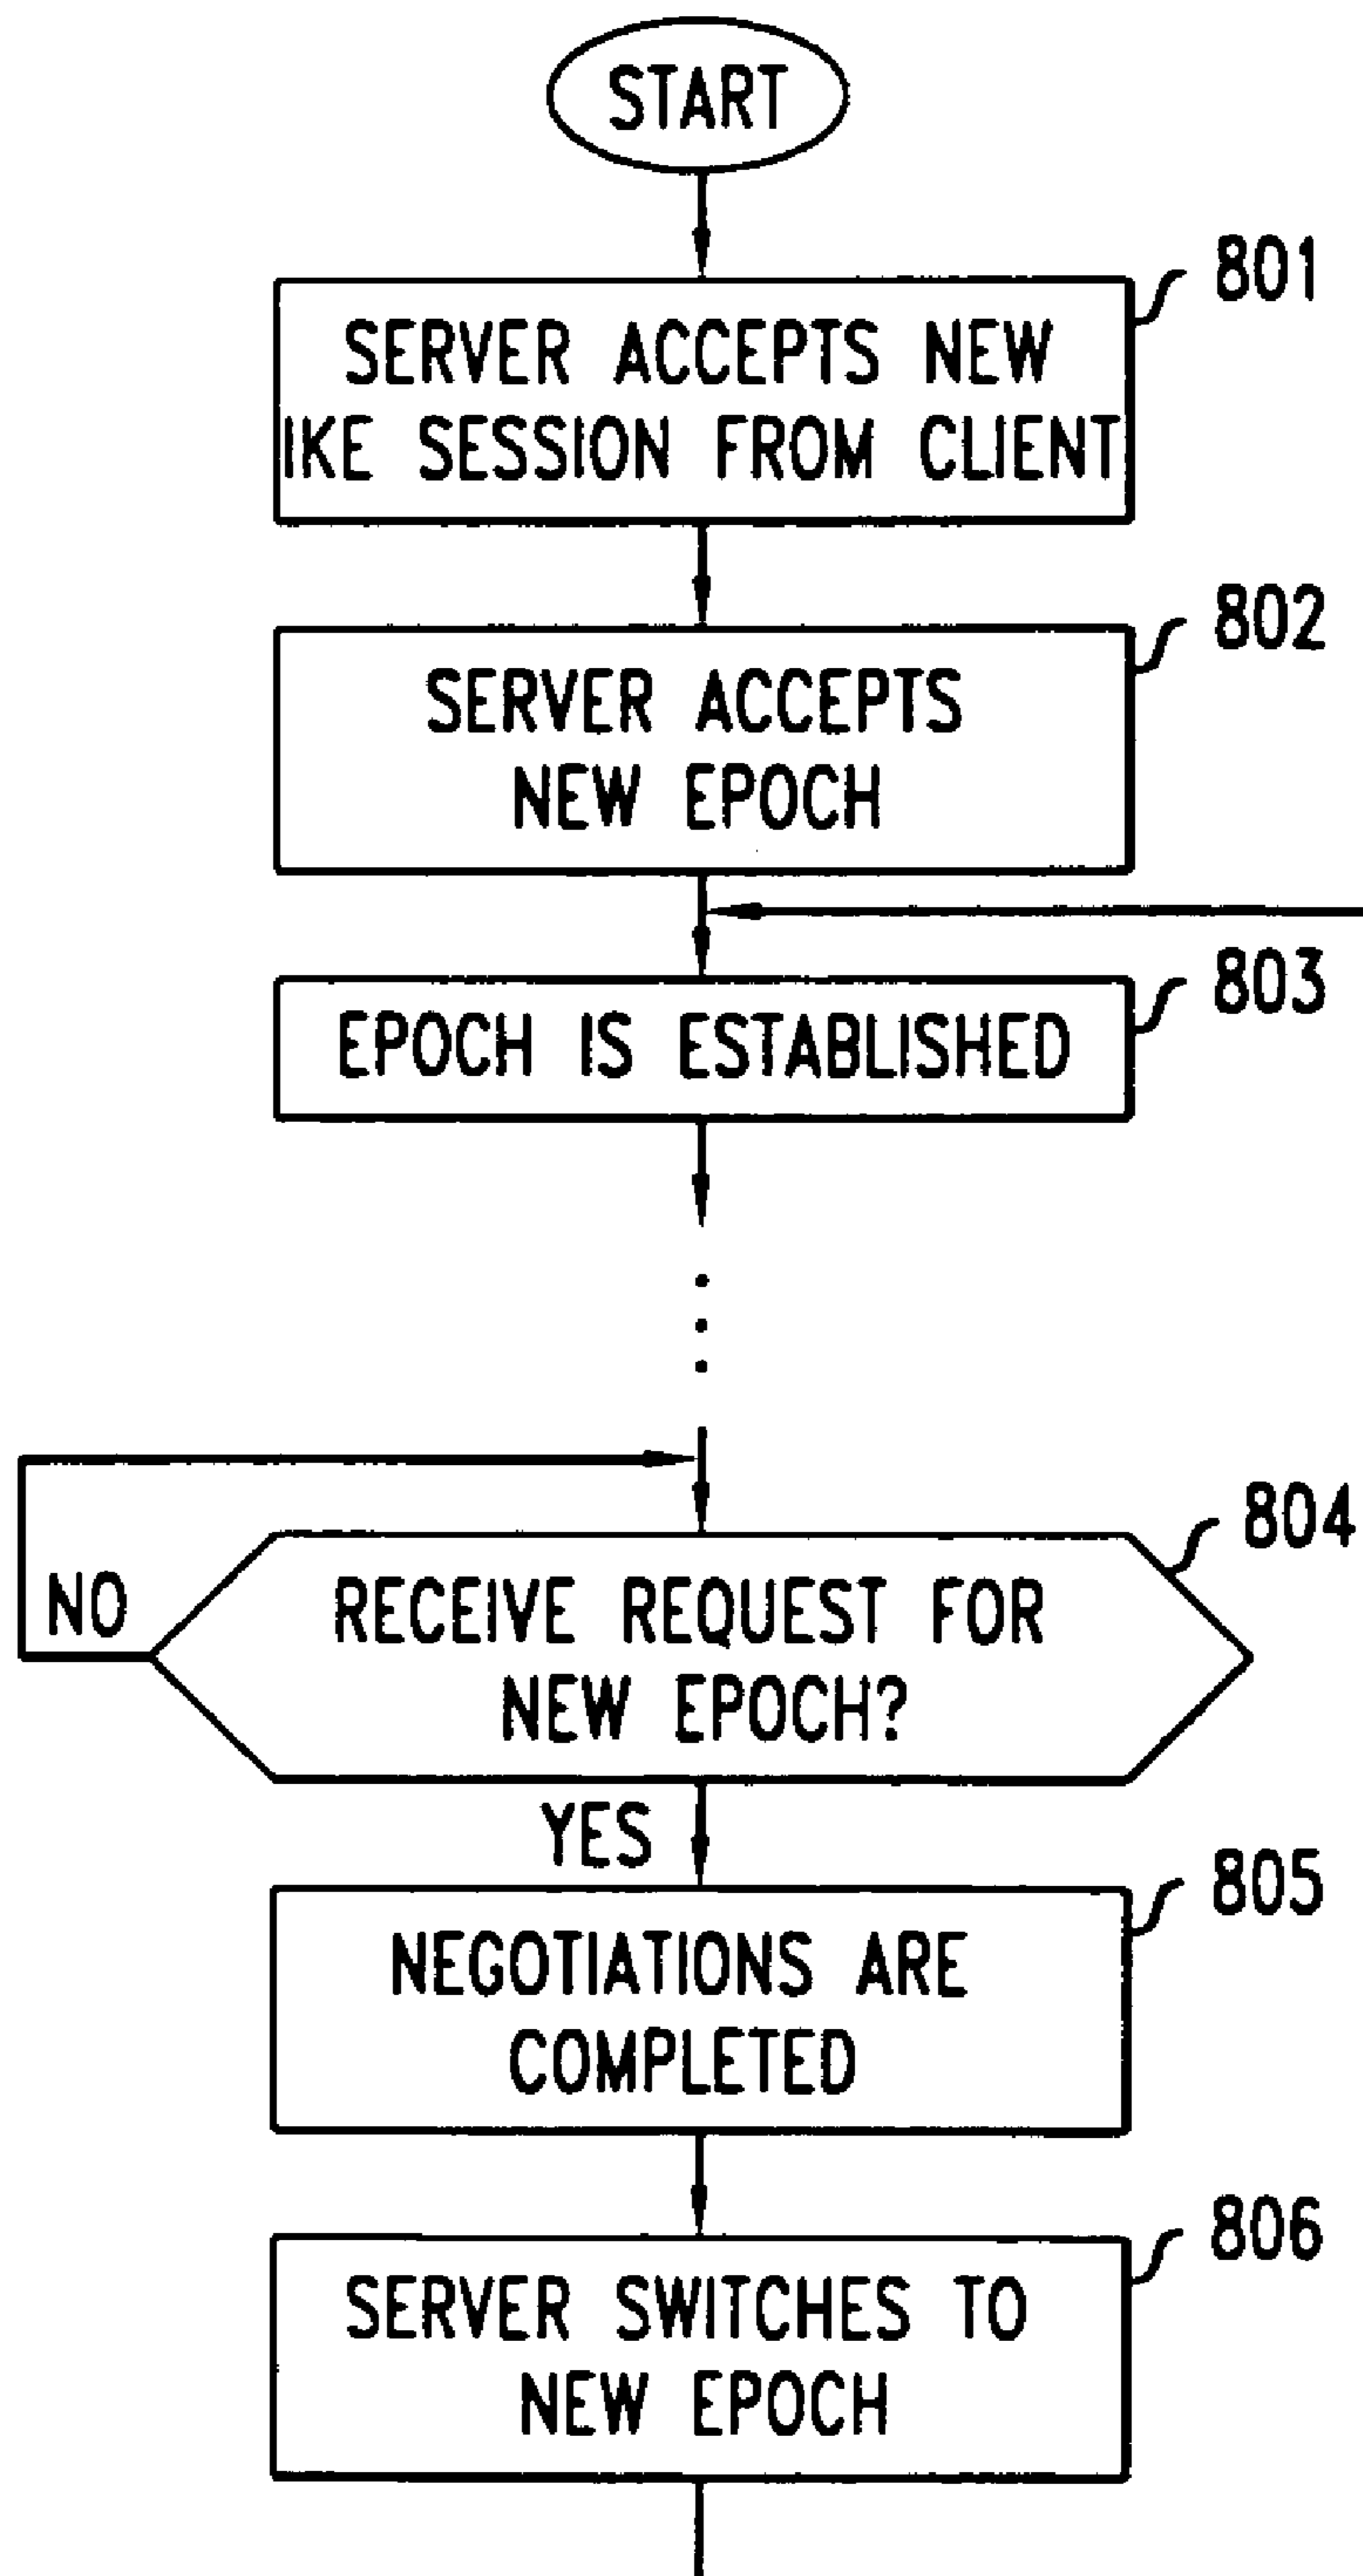 START
801
SERVER ACCEPTS NEW
IKE SESSION FROM CLIENT
802
SERVER ACCEPTS
NEW EPOCH
803
EPOCH IS ESTABLISHED
804
NO
RECEIVE REQUEST FOR
NEW EPOCH?
YES
805
NEGOTIATIONS ARE
COMPLETED
806
SERVER SWITCHES TO
NEW EPOCH